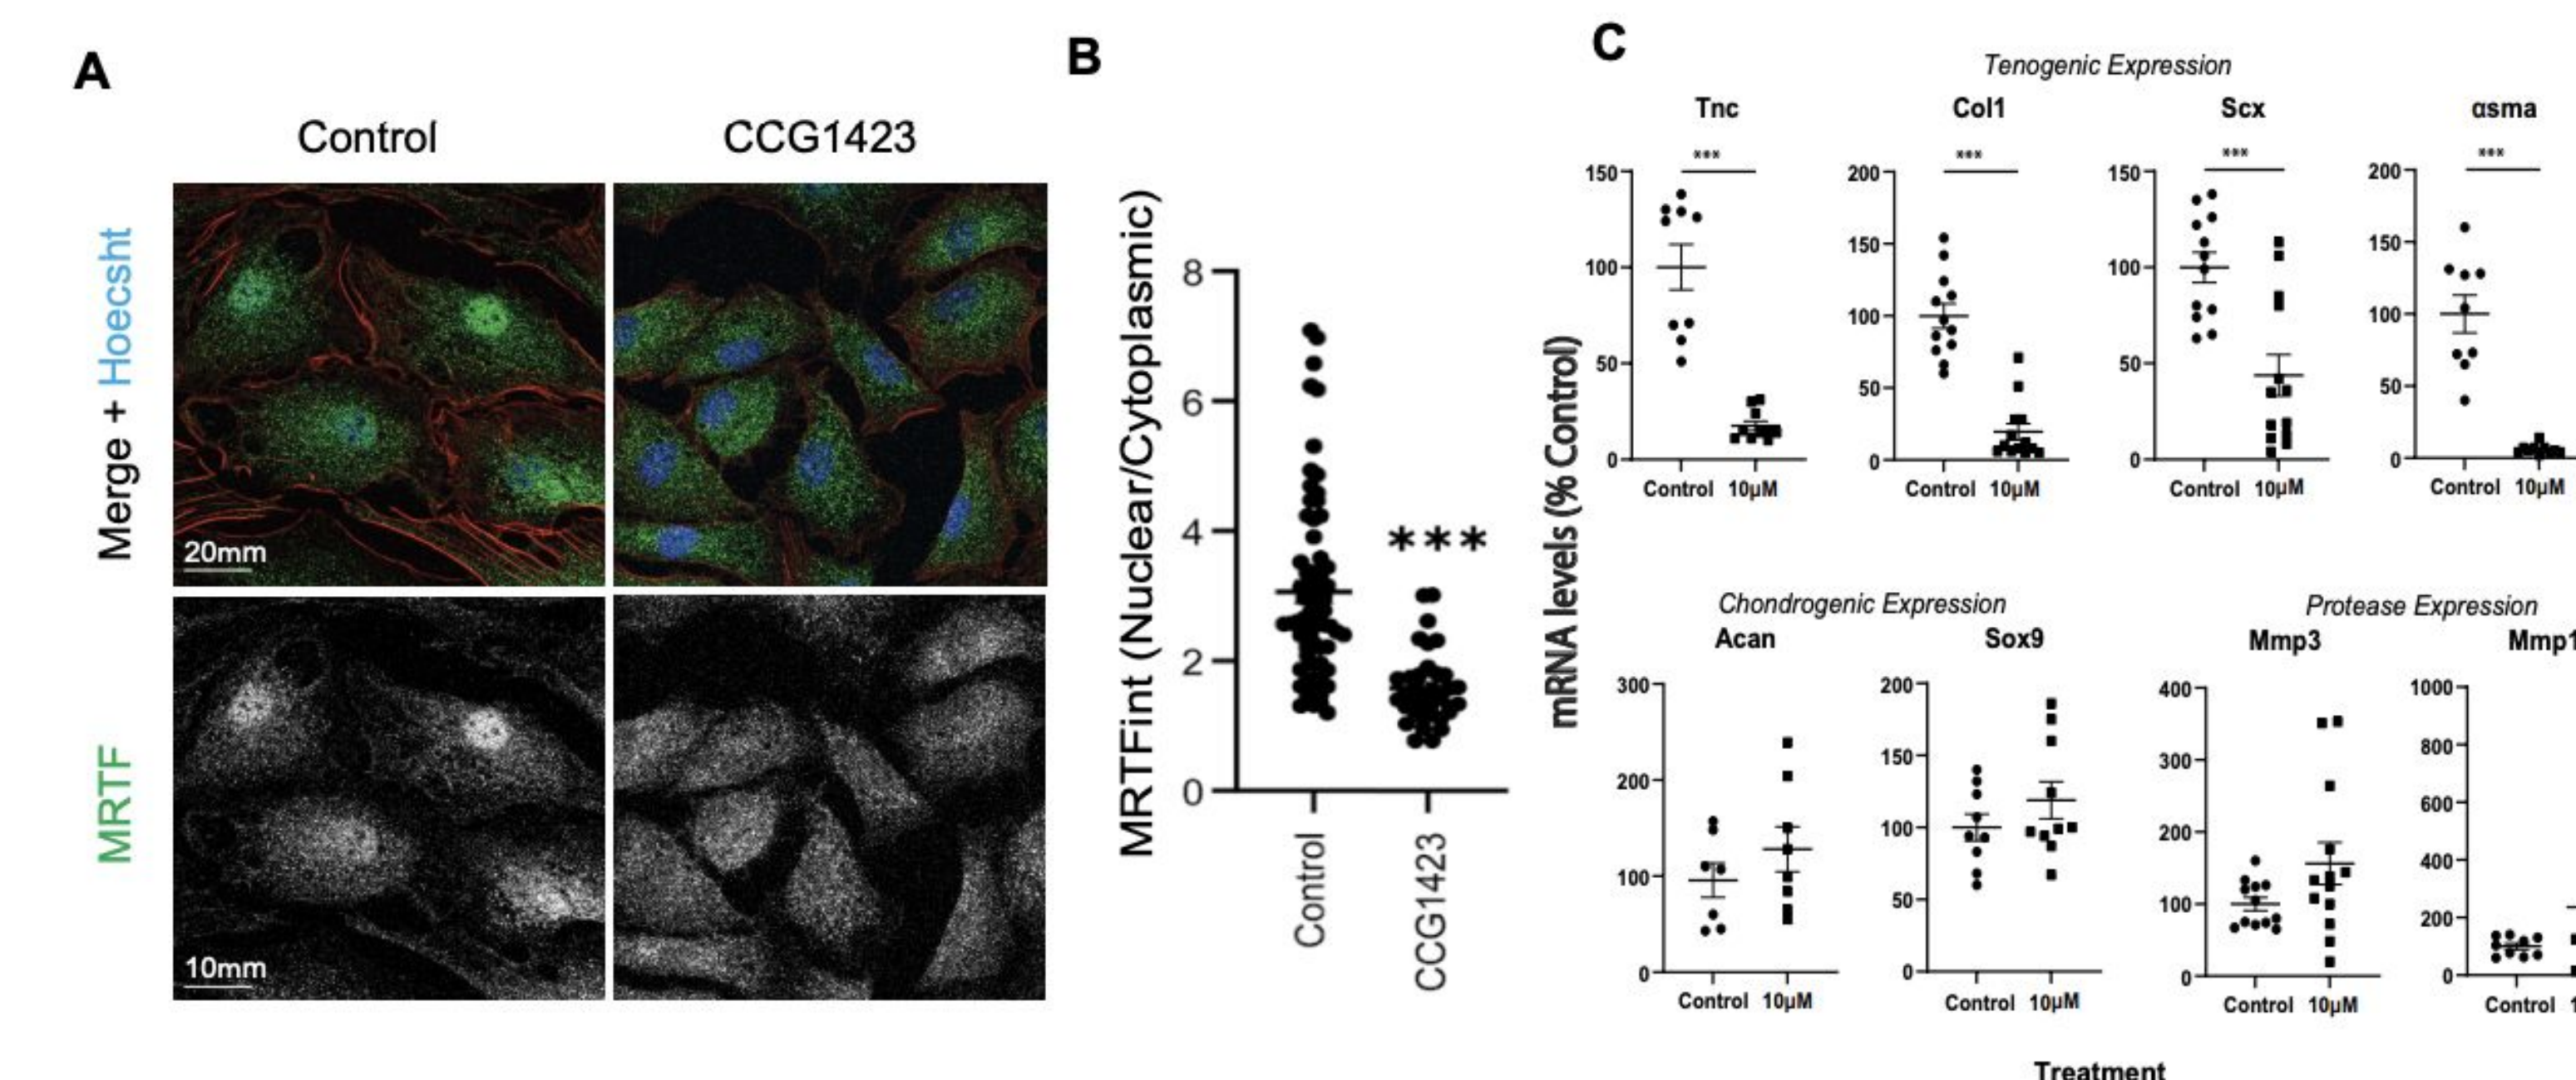 A
Control
CCG1423
Merge + Hoecsht
20mm
MRTF
10mm
B
MRTFint (Nuclear/Cytoplasmic)
8
6
4
2
0
***
Control
CCG1423
C
mRNA levels (% Control)
Tenogenic Expression
Tnc
***
150
100
50
0
Control 10µM
Col1
***
200
150
100
50
0
Control 10µM
Scx
***
150
100
50
0
Control 10µM
αsma
***
200
150
100
50
0
Control 10µM
Chondrogenic Expression
Acan
300
200
100
0
Control 10µM
Sox9
200
150
100
50
0
Control 10µM
Protease Expression
Mmp3
400
300
200
100
0
Control 10µM
Mmp1
1000
800
600
400
200
0
Control 1
Treatment